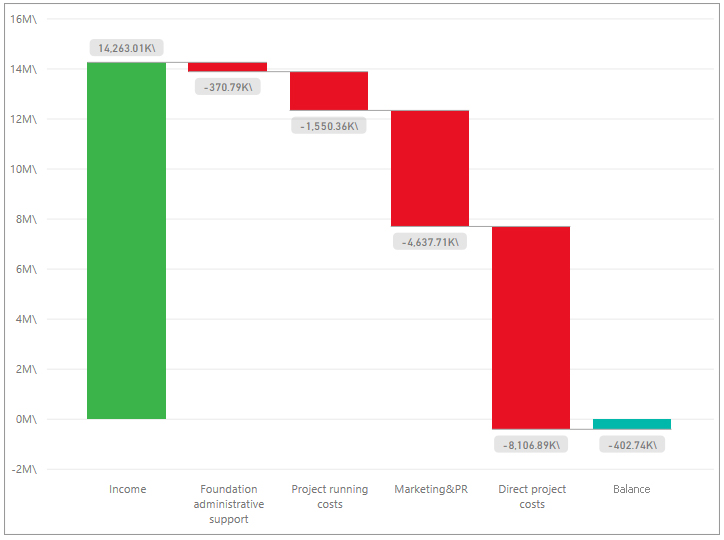 16M\
14,263.01K\
14M\
-370.79K\
12M\
-1,550.36K\
10M\
8M\
-4,637.71K\
6M\
4M\
2M\
0M\
-8,106.89K\
-402.74K\
-2M\
Income
Foundation
administrative
support
Project running
costs
Marketing&PR
Direct project
costs
Balance